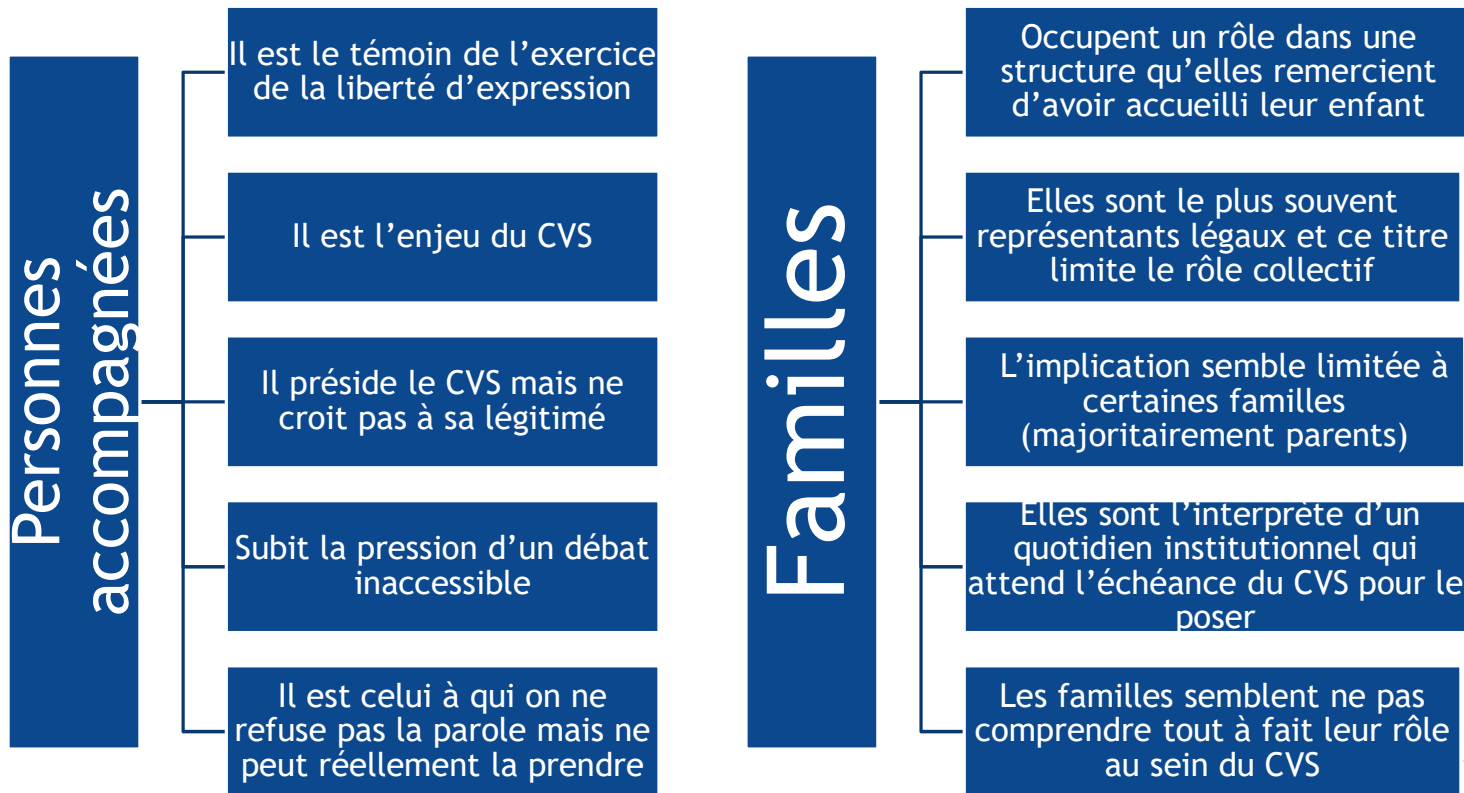 Personnes
accompagnées
Il est le témoin de l’exercice
de la liberté d’expression
Il est l’enjeu du CVS
Il préside le CVS mais ne
croit pas à sa légitimé
Subit la pression d’un débat
inaccessible
Il est celui à qui on ne
refuse pas la parole mais ne
peut réellement la prendre
Familles
Occupent un rôle dans une
structure qu’elles remercient
d’avoir accueilli leur enfant
Elles sont le plus souvent
représentants légaux et ce titre
limite le rôle collectif
L’implication semble limitée à
certaines familles
(majoritairement parents)
Elles sont l’interprète d’un
quotidien institutionnel qui
attend l’échéance du CVS pour le
poser
Les familles semblent ne pas
comprendre tout à fait leur rôle
au sein du CVS